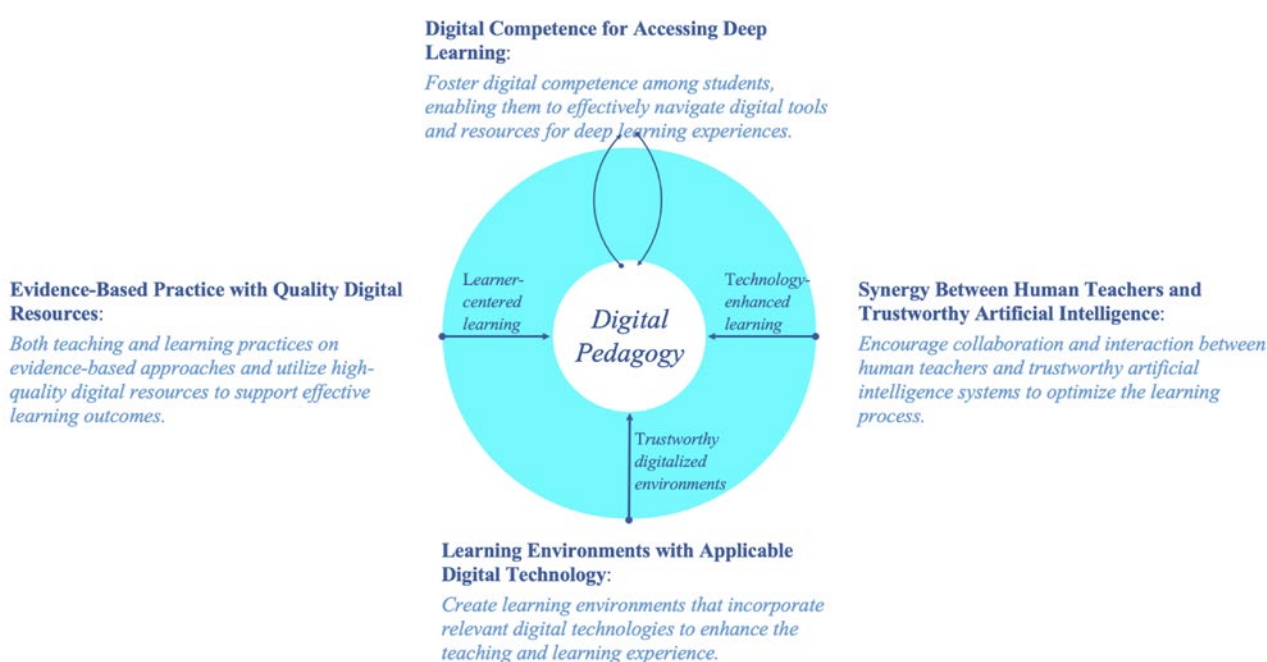 Digital Competence for Accessing Deep
Learning:
Foster digital competence among students,
enabling them to effectively navigate digital tools
and resources for deep learning experiences.
Evidence-Based Practice with Quality Digital
Resources:
Both teaching and learning practices on
evidence-based approaches and utilize high-
quality digital resources to support effective
learning outcomes.
Learner-
centered
learning
Digital
Pedagogy
Technology-
enhanced
learning
Synergy Between Human Teachers and
Trustworthy Artificial Intelligence:
Encourage collaboration and interaction between
human teachers and trustworthy artificial
intelligence systems to optimize the learning
process.
Trustworthy
digitalized
environments
Learning Environments with Applicable
Digital Technology:
Create learning environments that incorporate
relevant digital technologies to enhance the
teaching and learning experience.